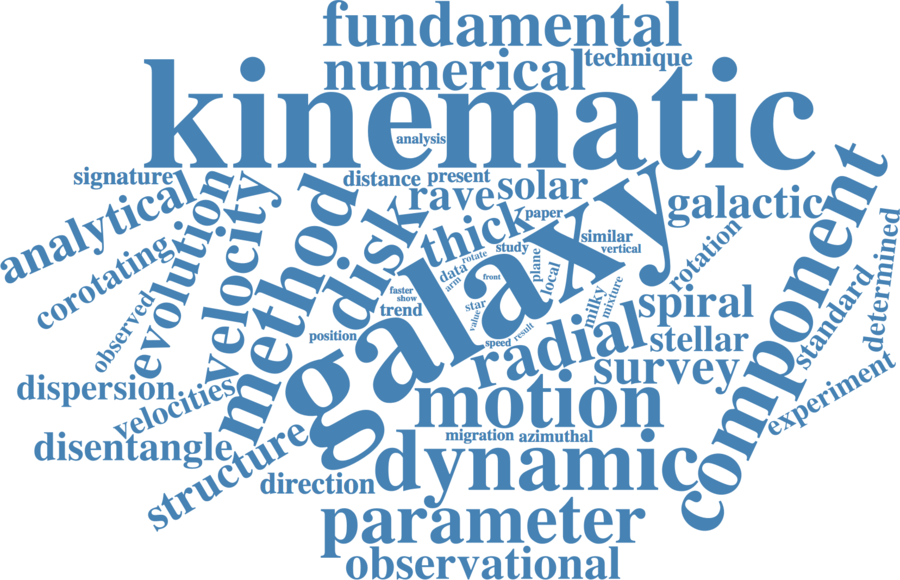 fundamental
technique
numerical
kinematic
analysis
signature
distance
present
rave
solar
analytical
evolution
velocity
method
disk
thick
paper
galaxy
galactic
component
corotating
observed
study
similar
vertical
rotation
determined
data
rotate
arm
front
plane
local
milky
mixture
faster
show
trend
star
value
position
speed
result
spiral
standard
radial
stellar
survey
experiment
dispersion
velocities
motion
disentangle
structure
migration
azimuthal
dynamic
direction
parameter
observational